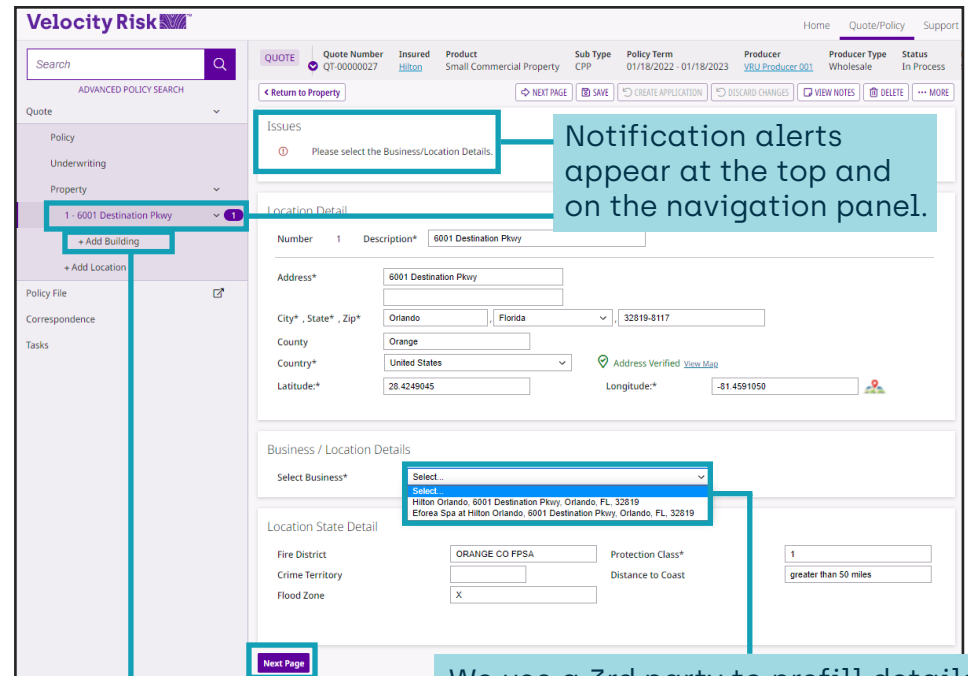 Velocity Risk
Home Quote/Policy Support
Search
ADVANCED POLICY SEARCH
Quote
Policy
Underwriting
Property
1 - 6001 Destination Pkwy 1
+ Add Building
+ Add Location
Policy File
Correspondence
Tasks
QUOTE Quote Number Insured Product Sub Type Policy Term Producer Producer Type Status
QT-00000027 Hilton Small Commercial Property CPP 01/18/2022 - 01/18/2023 VRU Producer 001 Wholesale In Process
Return to Property NEXT PAGE SAVE CREATE APPLICATION DISCARD CHANGES VIEW NOTES DELETE ··· MORE
Issues
Please select the Business/Location Details.
Notification alerts
appear at the top and
on the navigation panel.
Location Detail
Number 1 Description* 6001 Destination Pkwy
Address* 6001 Destination Pkwy
City* , State* , Zip* Orlando , Florida , 32819-8117
County Orange
Country* United States Address Verified View Map
Latitude:* 28.4249045 Longitude:* -81.4591050
Business / Location Details
Select Business* Select...
Select...
Hilton Orlando, 6001 Destination Pkwy, Orlando, FL, 32819
Eforea Spa at Hilton Orlando, 6001 Destination Pkwy, Orlando, FL, 32819
Location State Detail
Fire District ORANGE CO FPSA Protection Class* 1
Crime Territory Distance to Coast greater than 50 miles
Flood Zone X
Next Page
We use a 3rd party to prefill detail